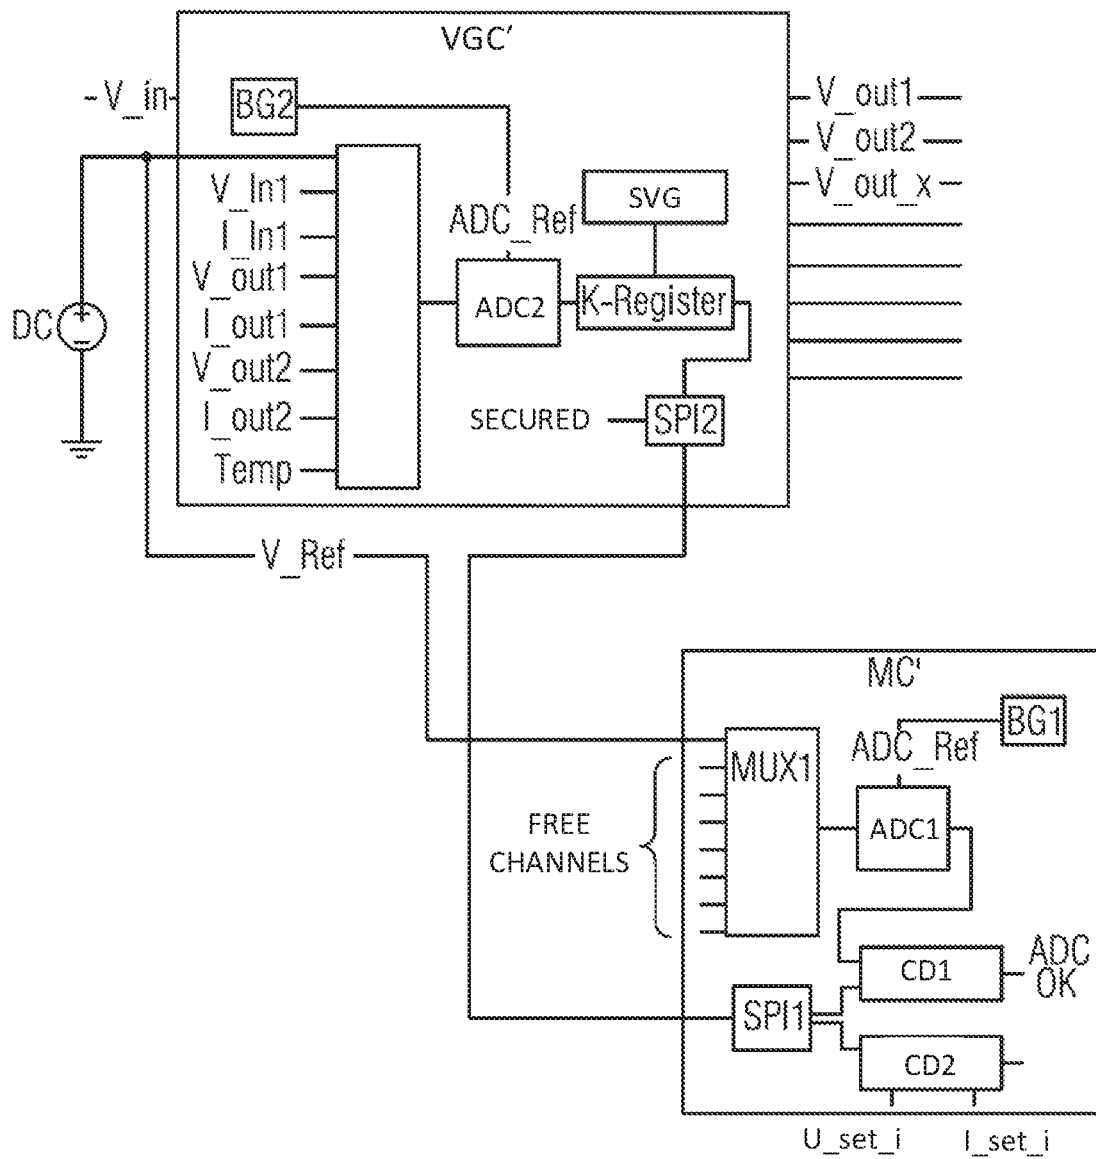 VGC'
V_in
BG2
V_out1
V_out2
V_out_x
V_In1
I_In1
V_out1
I_out1
V_out2
I_out2
Temp
ADC_Ref
SVG
ADC2
K-Register
DC
+
–
SECURED
SPI2
V_Ref
MC'
BG1
MUX1
ADC_Ref
ADC1
FREE
CHANNELS
CD1
ADC
OK
SPI1
CD2
U_set_i
I_set_i